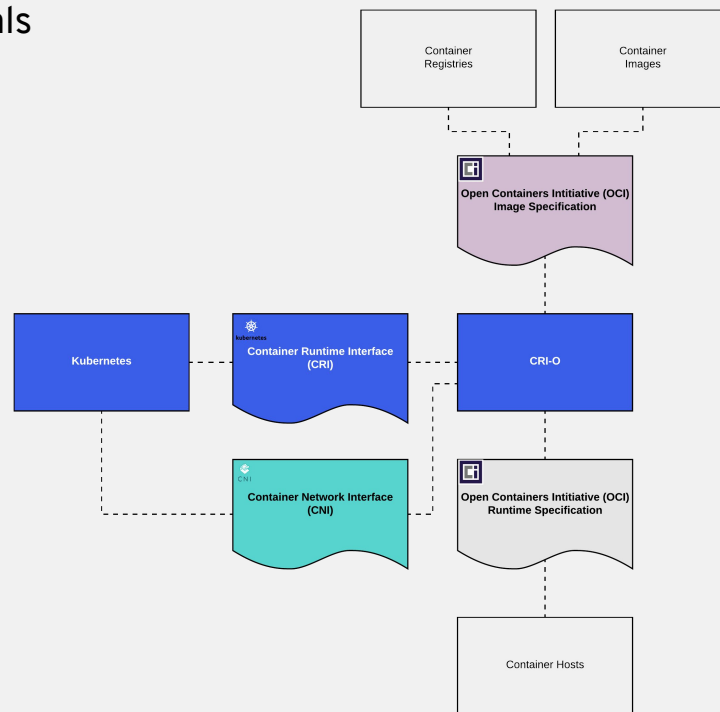 als
Container
Registries
Container
Images
Open Containers Intitiative (OCI)
Image Specification
Kubernetes
kubernetes
Container Runtime Interface
(CRI)
CRI-O
CNI
Container Network Interface
(CNI)
Open Containers Intitiative (OCI)
Runtime Specification
Container Hosts